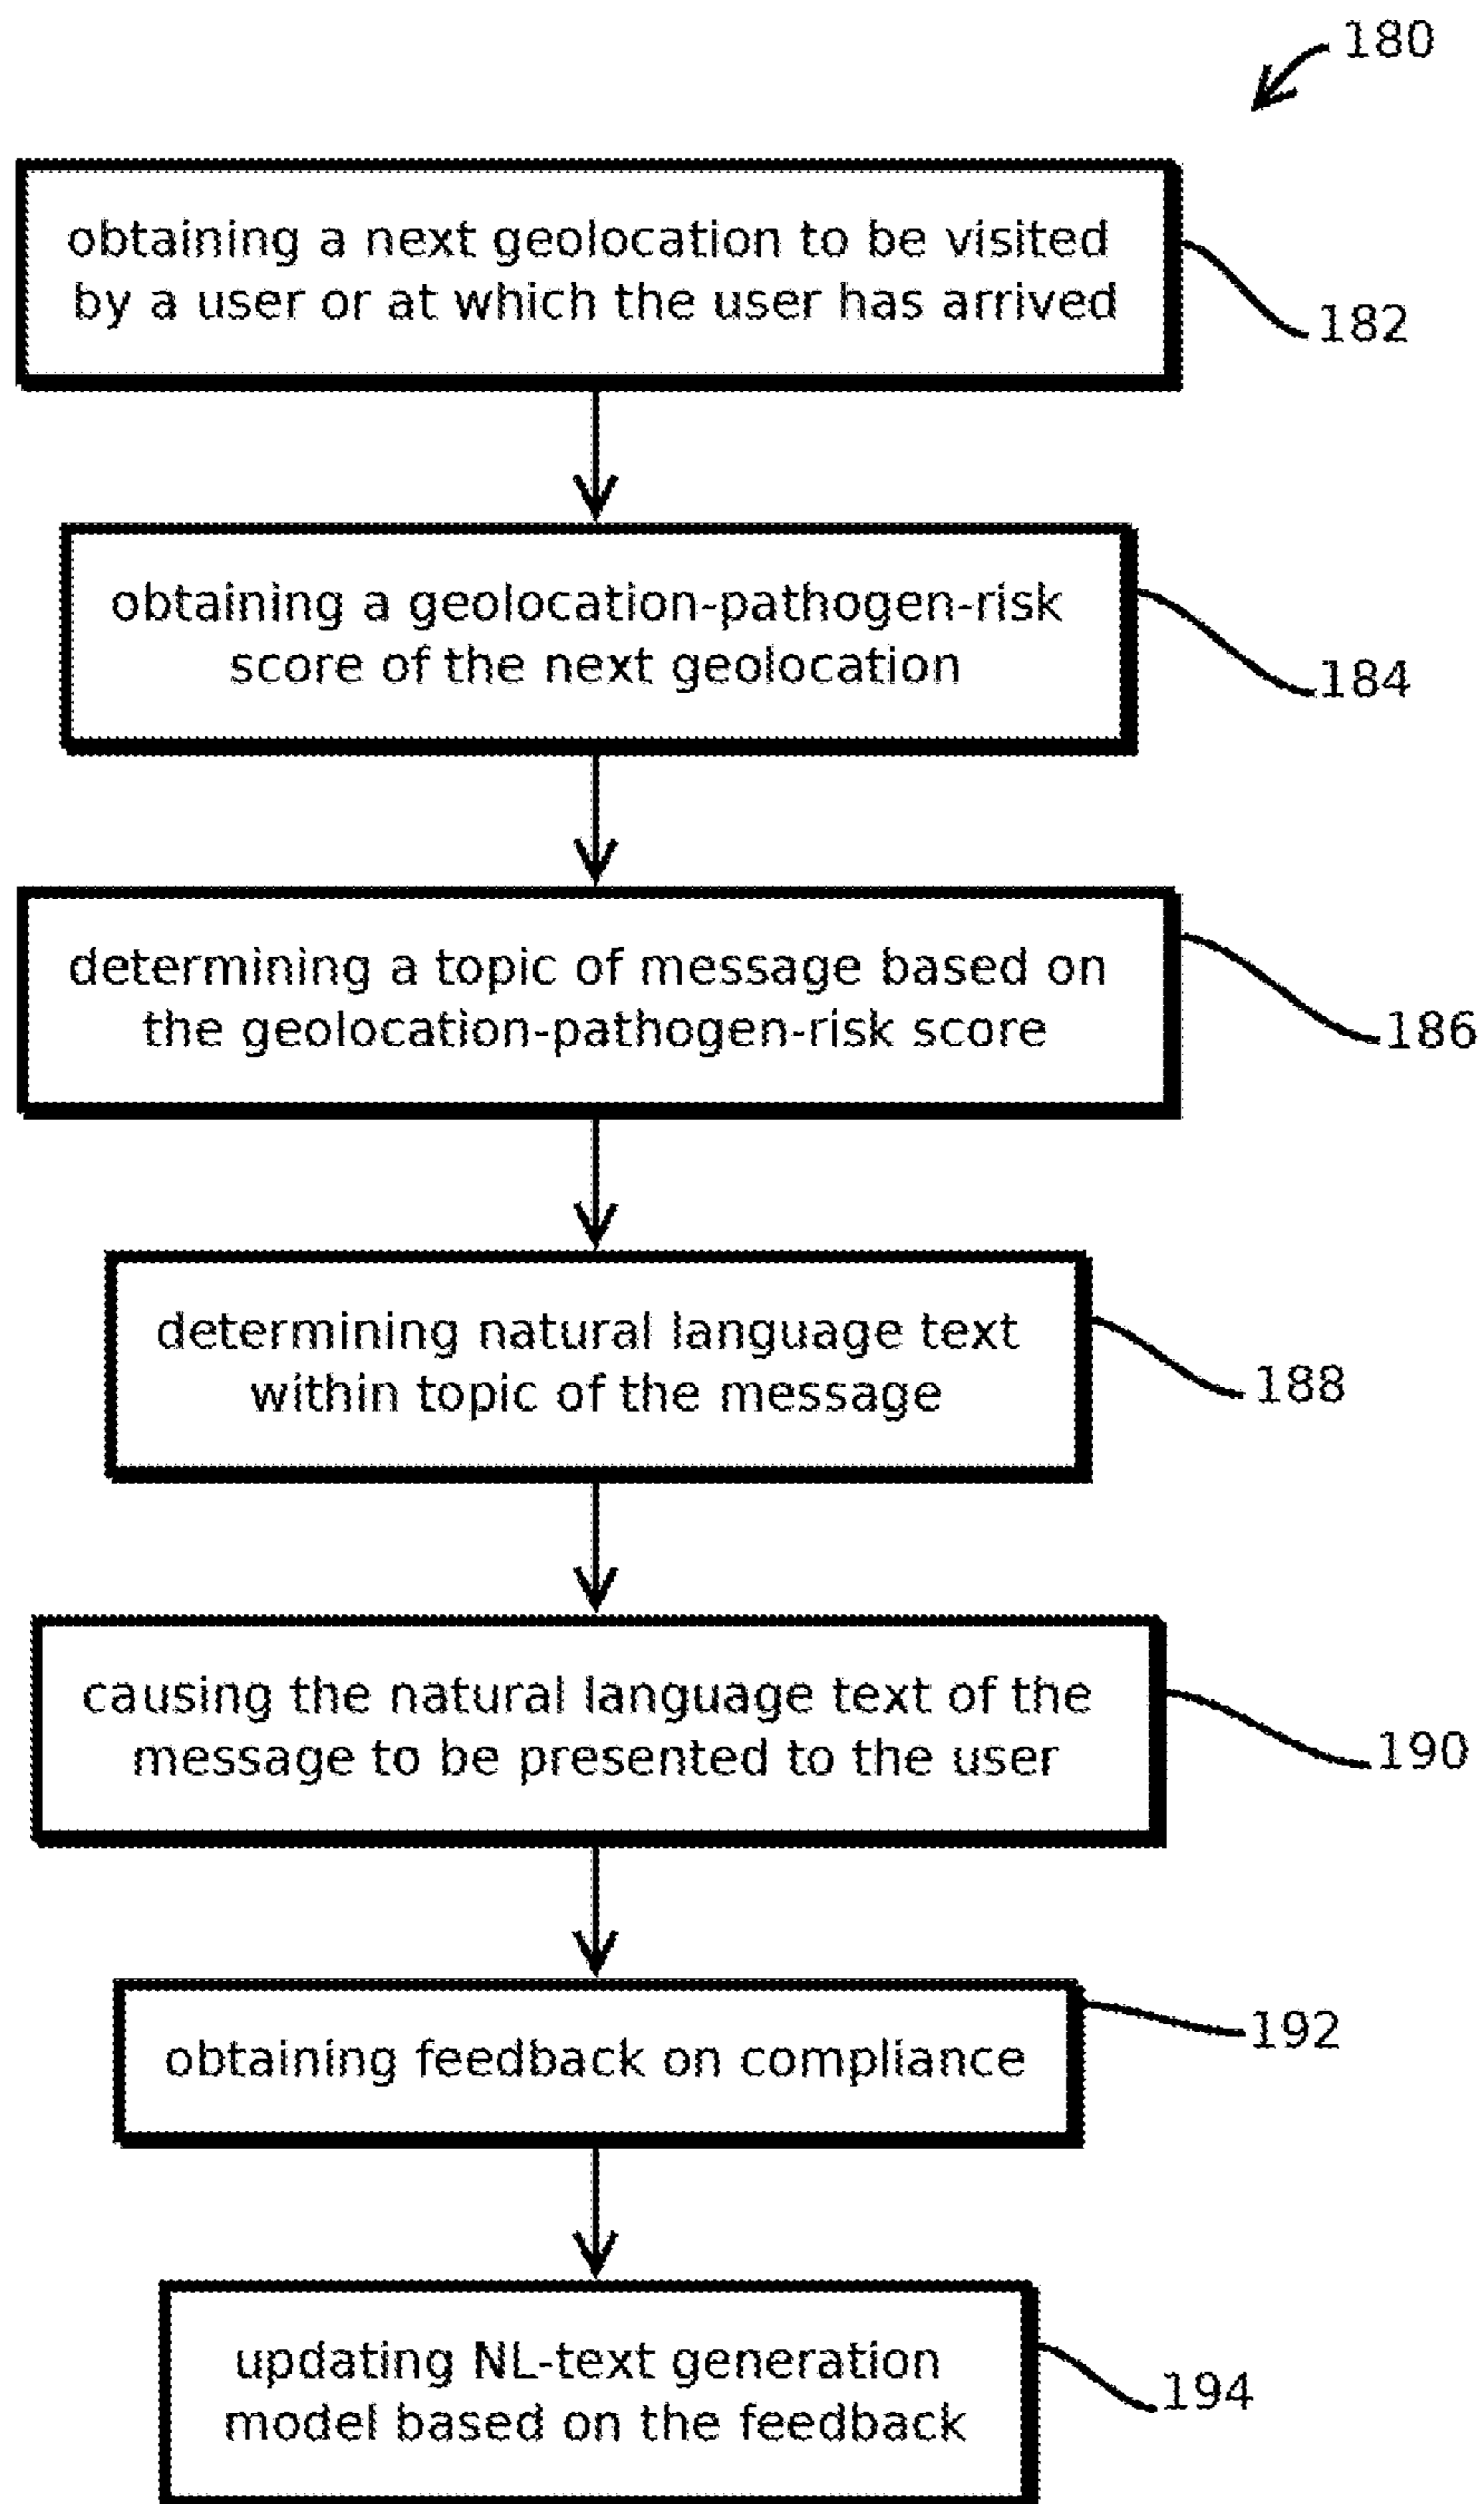 180
obtaining a next geolocation to be visited
by a user or at which the user has arrived
182
obtaining a geolocation-pathogen-risk
score of the next geolocation
184
determining a topic of message based on
the geolocation-pathogen-risk score
186
determining natural language text
within topic of the message
188
causing the natural language text of the
message to be presented to the user
190
obtaining feedback on compliance
192
updating NL-text generation
model based on the feedback
194